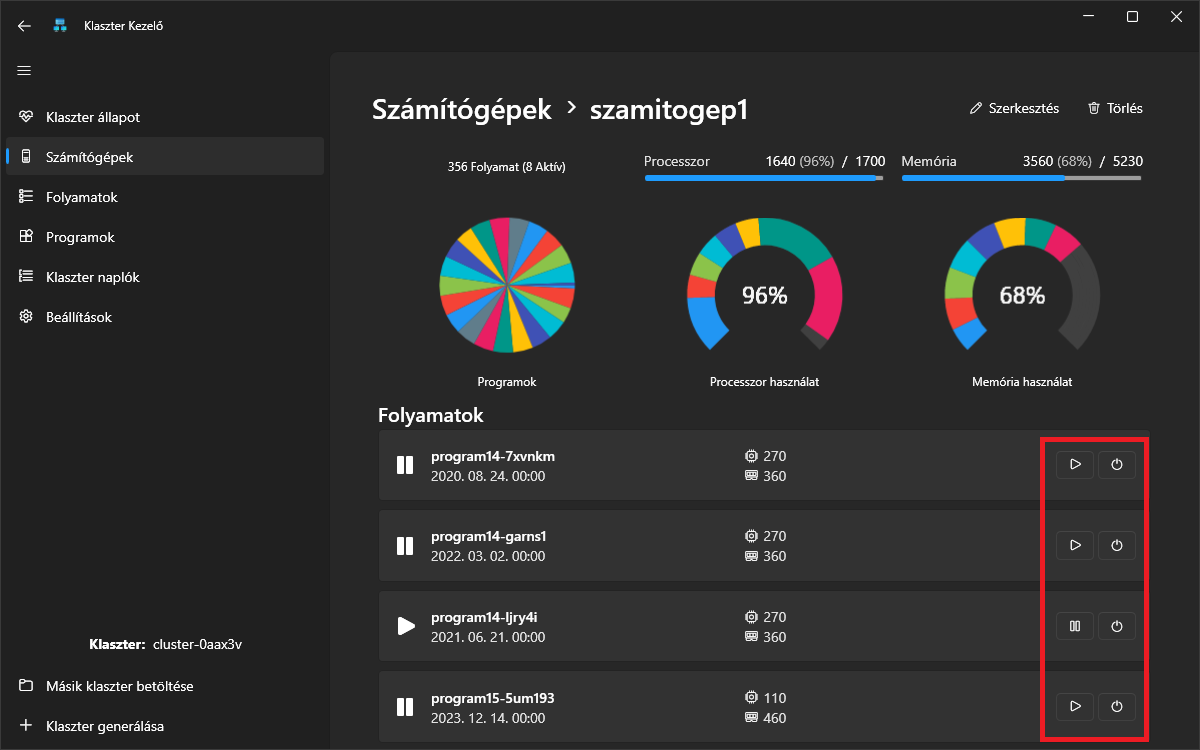 Klaszter Kezelő
Klaszter állapot
Számítógépek
Folyamatok
Programok
Klaszter naplók
Beállítások
Klaszter: cluster-0aax3v
Másik klaszter betöltése
Klaszter generálása
Számítógépek > szamitogep1
Szerkesztés
Törlés
356 Folyamat (8 Aktív)
Processzor 1640 (96%) / 1700
Memória 3560 (68%) / 5230
96%
68%
Programok
Processzor használat
Memória használat
Folyamatok
program14-7xvnkm
270
2020. 08. 24. 00:00
360
program14-garns1
270
2022. 03. 02. 00:00
360
program14-ljry4i
270
2021. 06. 21. 00:00
360
program15-5um193
110
2023. 12. 14. 00:00
460